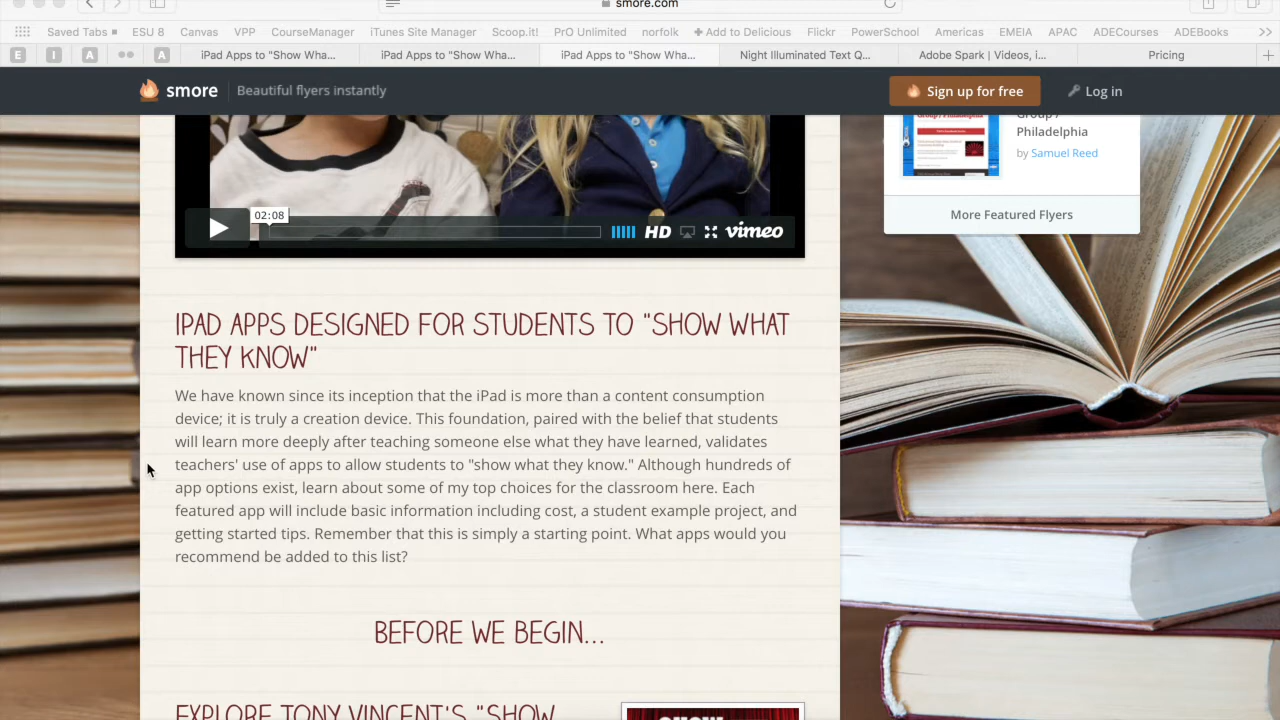 smore.com
Saved Tabs ESU 8 Canvas VPP CourseManager iTunes Site Manager Scoop.it! PrO Unlimited norfolk + Add to Delicious Flickr PowerSchool Americas EMEIA APAC ADECourses ADEBooks >>
E I A A iPad Apps to "Show Wha... iPad Apps to "Show Wha... iPad Apps to "Show Wha... Night Illuminated Text Q... Adobe Spark | Videos, i... Pricing +
smore Beautiful flyers instantly Sign up for free Log in
Group /
Philadelphia
by Samuel Reed
More Featured Flyers
02:08
HD vimeo
IPAD APPS DESIGNED FOR STUDENTS TO "SHOW WHAT
THEY KNOW"
We have known since its inception that the iPad is more than a content consumption
device; it is truly a creation device. This foundation, paired with the belief that students
will learn more deeply after teaching someone else what they have learned, validates
teachers' use of apps to allow students to "show what they know." Although hundreds of
app options exist, learn about some of my top choices for the classroom here. Each
featured app will include basic information including cost, a student example project, and
getting started tips. Remember that this is simply a starting point. What apps would you
recommend be added to this list?
BEFORE WE BEGIN...
EXPLORE TONY VINCENT'S "SHOW
SHOW